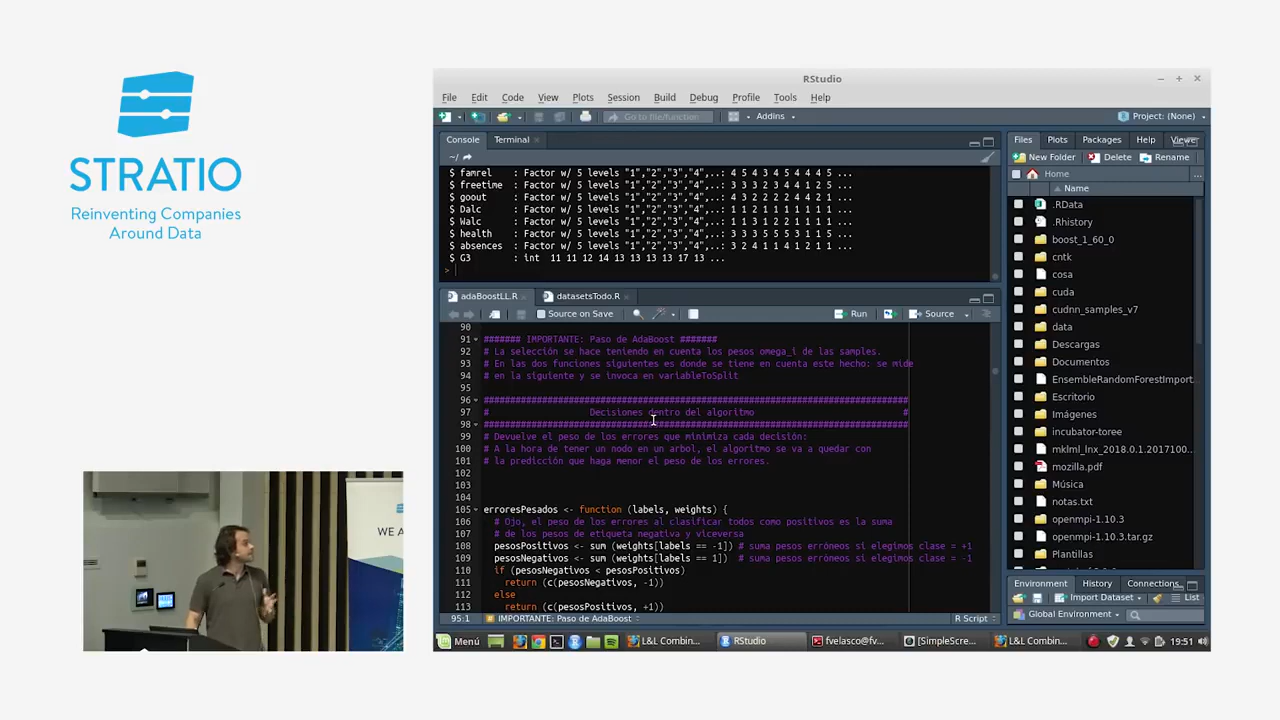 STRATIO
Reinventing Companies
Around Data
RStudio
File Edit Code View Plots Session Build Debug Profile Tools Help
Go to file/function Addins Project: (None)
Console Terminal
~/
$ famrel : Factor w/ 5 levels "1","2","3","4",..: 4 5 4 3 4 5 4 4 4 5 ...
$ freetime : Factor w/ 5 levels "1","2","3","4",..: 3 3 3 2 3 4 4 1 2 5 ...
$ goout : Factor w/ 5 levels "1","2","3","4",..: 4 3 2 2 2 2 4 4 2 1 ...
$ Dalc : Factor w/ 5 levels "1","2","3","4",..: 1 1 2 1 1 1 1 1 1 1 ...
$ Walc : Factor w/ 5 levels "1","2","3","4",..: 1 1 3 1 2 2 1 1 1 1 ...
$ health : Factor w/ 5 levels "1","2","3","4",..: 3 3 3 5 5 5 3 1 1 5 ...
$ absences : Factor w/ 5 levels "1","2","3","4",..: 3 2 4 1 1 4 1 2 1 1 ...
$ G3 : int 11 11 12 14 13 13 13 13 17 13 ...
>
adaBoostLL.R datasetsTodo.R
Source on Save Run Source
90
91 ####### IMPORTANTE: Paso de AdaBoost #######
92 # La selección se hace teniendo en cuenta los pesos omega_i de las samples.
93 # En las dos funciones siguientes es donde se tiene en cuenta este hecho: se mide
94 # en la siguiente y se invoca en variableToSplit
95
96 ######################################################################
97 # Decisiones dentro del algoritmo #
98 ######################################################################
99 # Devuelve el peso de los errores que minimiza cada decisión:
100 # A la hora de tener un nodo en un arbol, el algoritmo se va a quedar con
101 # la predicción que haga menor el peso de los errores.
102
103
104
105 erroresPesados <- function (labels, weights) {
106 # Ojo, el peso de los errores al clasificar todos como positivos es la suma
107 # de los pesos de etiqueta negativa y viceversa
108 pesosPositivos <- sum (weights[labels == -1]) # suma pesos erróneos si elegimos clase = +1
109 pesosNegativos <- sum (weights[labels == 1]) # suma pesos erróneos si elegimos clase = -1
110 if (pesosNegativos < pesosPositivos)
111 return (c(pesosNegativos, -1))
112 else
113 return (c(pesosPositivos, +1))
95:1 IMPORTANTE: Paso de AdaBoost R Script
Files Plots Packages Help Viewer
New Folder Delete Rename
Home ...
Name
.RData
.Rhistory
boost_1_60_0
cntk
cosa
cuda
cudnn_samples_v7
data
Descargas
Documentos
EnsembleRandomForestImport...
Escritorio
Imágenes
incubator-toree
mklml_lnx_2018.0.1.2017100...
mozilla.pdf
Música
notas.txt
openmpi-1.10.3
openmpi-1.10.3.tar.gz
Plantillas
Environment History Connections
Import Dataset List
Global Environment
Menú L&L Combin... RStudio fvelasco@fv... [SimpleScre... L&L Combin... 19:51
WE A